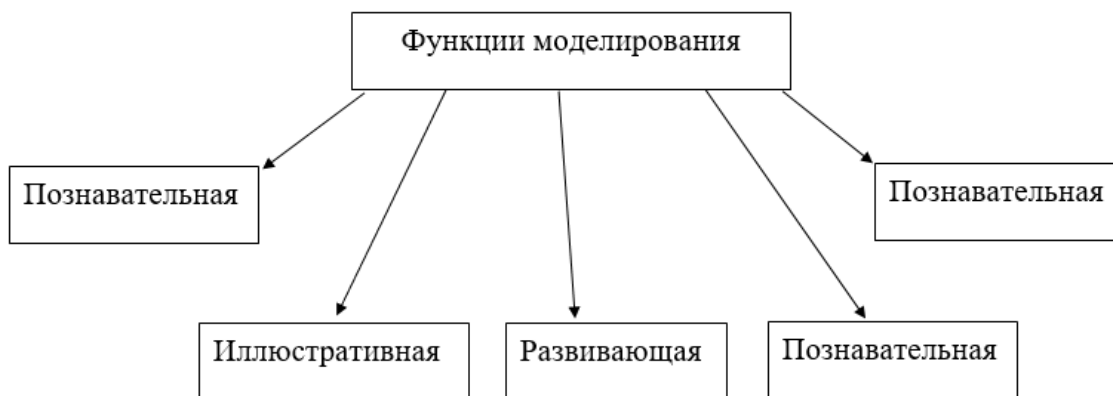 Функции моделирования
Познавательная
Познавательная
Иллюстративная
Развивающая
Познавательная